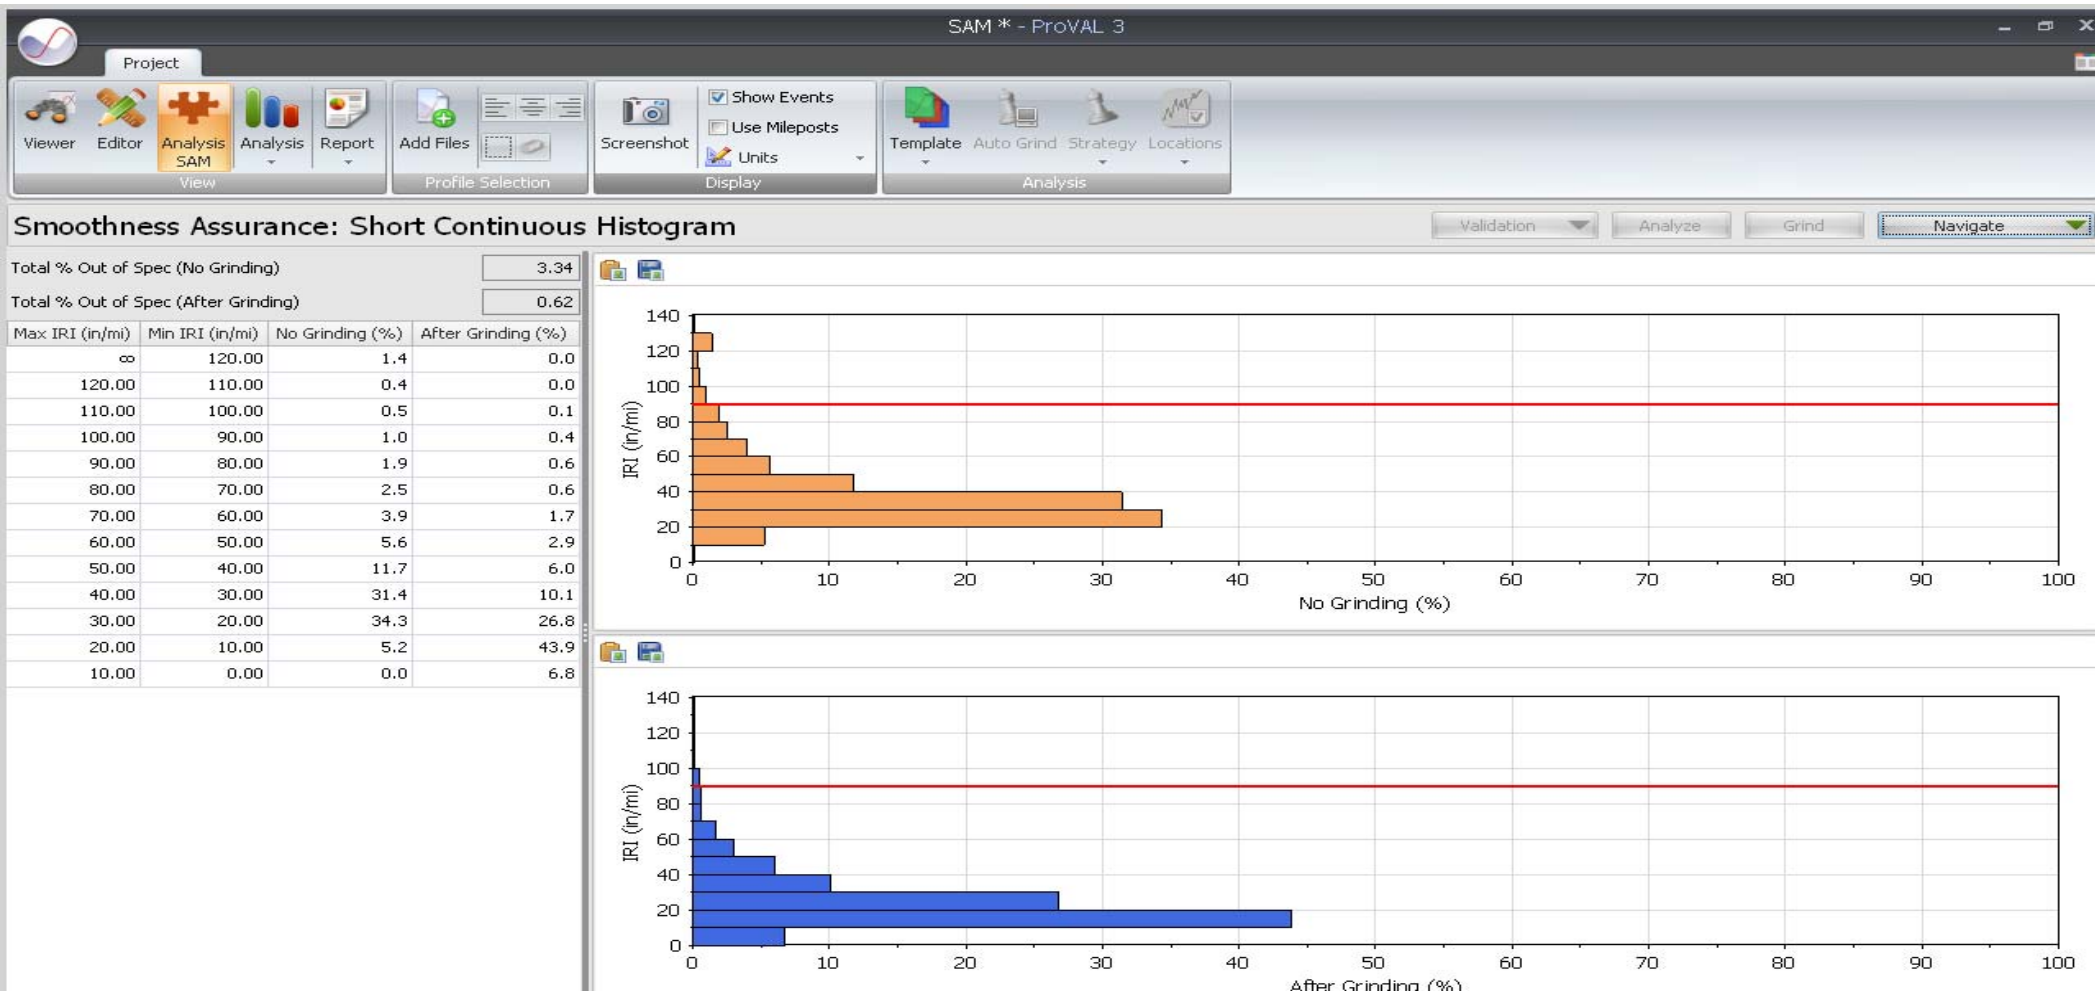 SAM * - ProVAL 3
Project
Viewer
Editor
Analysis
SAM
Analysis
Report
View
Add Files
Profile Selection
Screenshot
Show Events
Use Mileposts
Units
Display
Template
Auto Grind
Strategy
Locations
Analysis
Smoothness Assurance: Short Continuous Histogram
Validation
Analyze
Grind
Navigate
Total % Out of Spec (No Grinding) 3.34
Total % Out of Spec (After Grinding) 0.62
Max IRI (in/mi) Min IRI (in/mi) No Grinding (%) After Grinding (%)
∞ 120.00 1.4 0.0
120.00 110.00 0.4 0.0
110.00 100.00 0.5 0.1
100.00 90.00 1.0 0.4
90.00 80.00 1.9 0.6
80.00 70.00 2.5 0.6
70.00 60.00 3.9 1.7
60.00 50.00 5.6 2.9
50.00 40.00 11.7 6.0
40.00 30.00 31.4 10.1
30.00 20.00 34.3 26.8
20.00 10.00 5.2 43.9
10.00 0.00 0.0 6.8
IRI (in/mi)
140
120
100
80
60
40
20
0
0 10 20 30 40 50 60 70 80 90 100
No Grinding (%)
IRI (in/mi)
140
120
100
80
60
40
20
0
0 10 20 30 40 50 60 70 80 90 100
After Grinding (%)